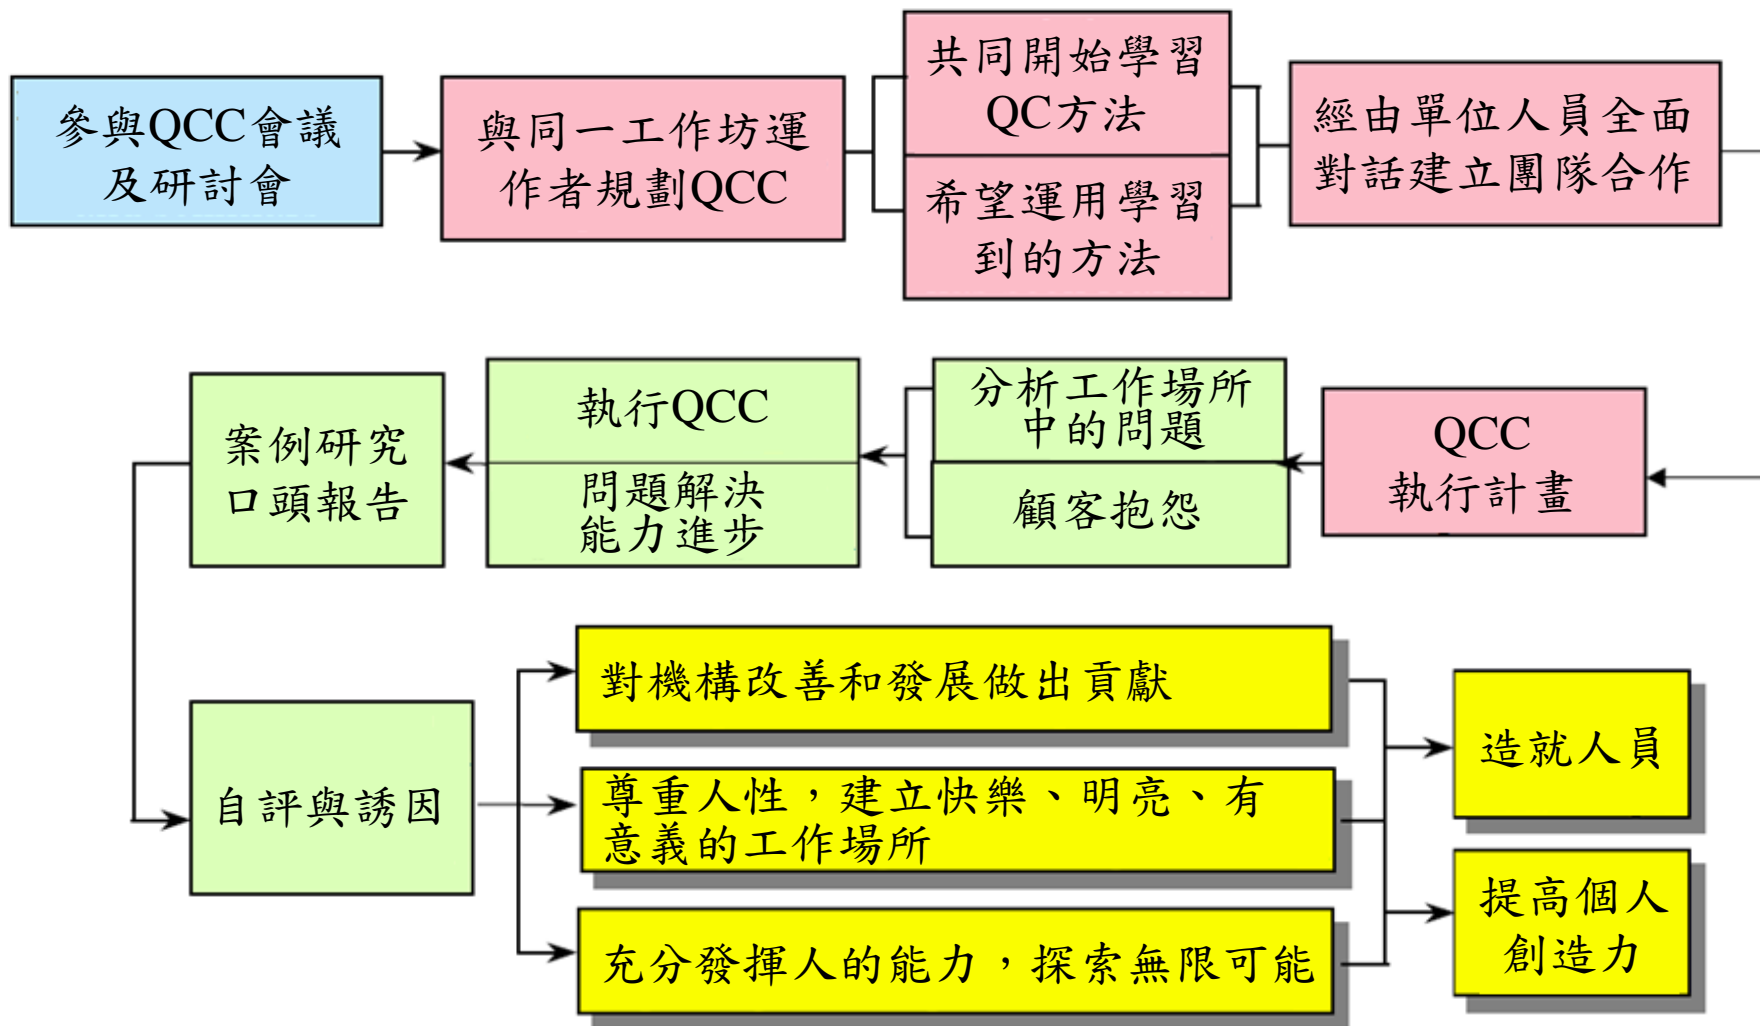 參與QCC會議
及研討會
與同一工作坊運
作者規劃QCC
共同開始學習
QC方法
希望運用學習
到的方法
經由單位人員全面
對話建立團隊合作
QCC
執行計畫
分析工作場所
中的問題
顧客抱怨
執行QCC
問題解決
能力進步
案例研究
口頭報告
自評與誘因
對機構改善和發展做出貢獻
尊重人性，建立快樂、明亮、有
意義的工作場所
充分發揮人的能力，探索無限可能
造就人員
提高個人
創造力